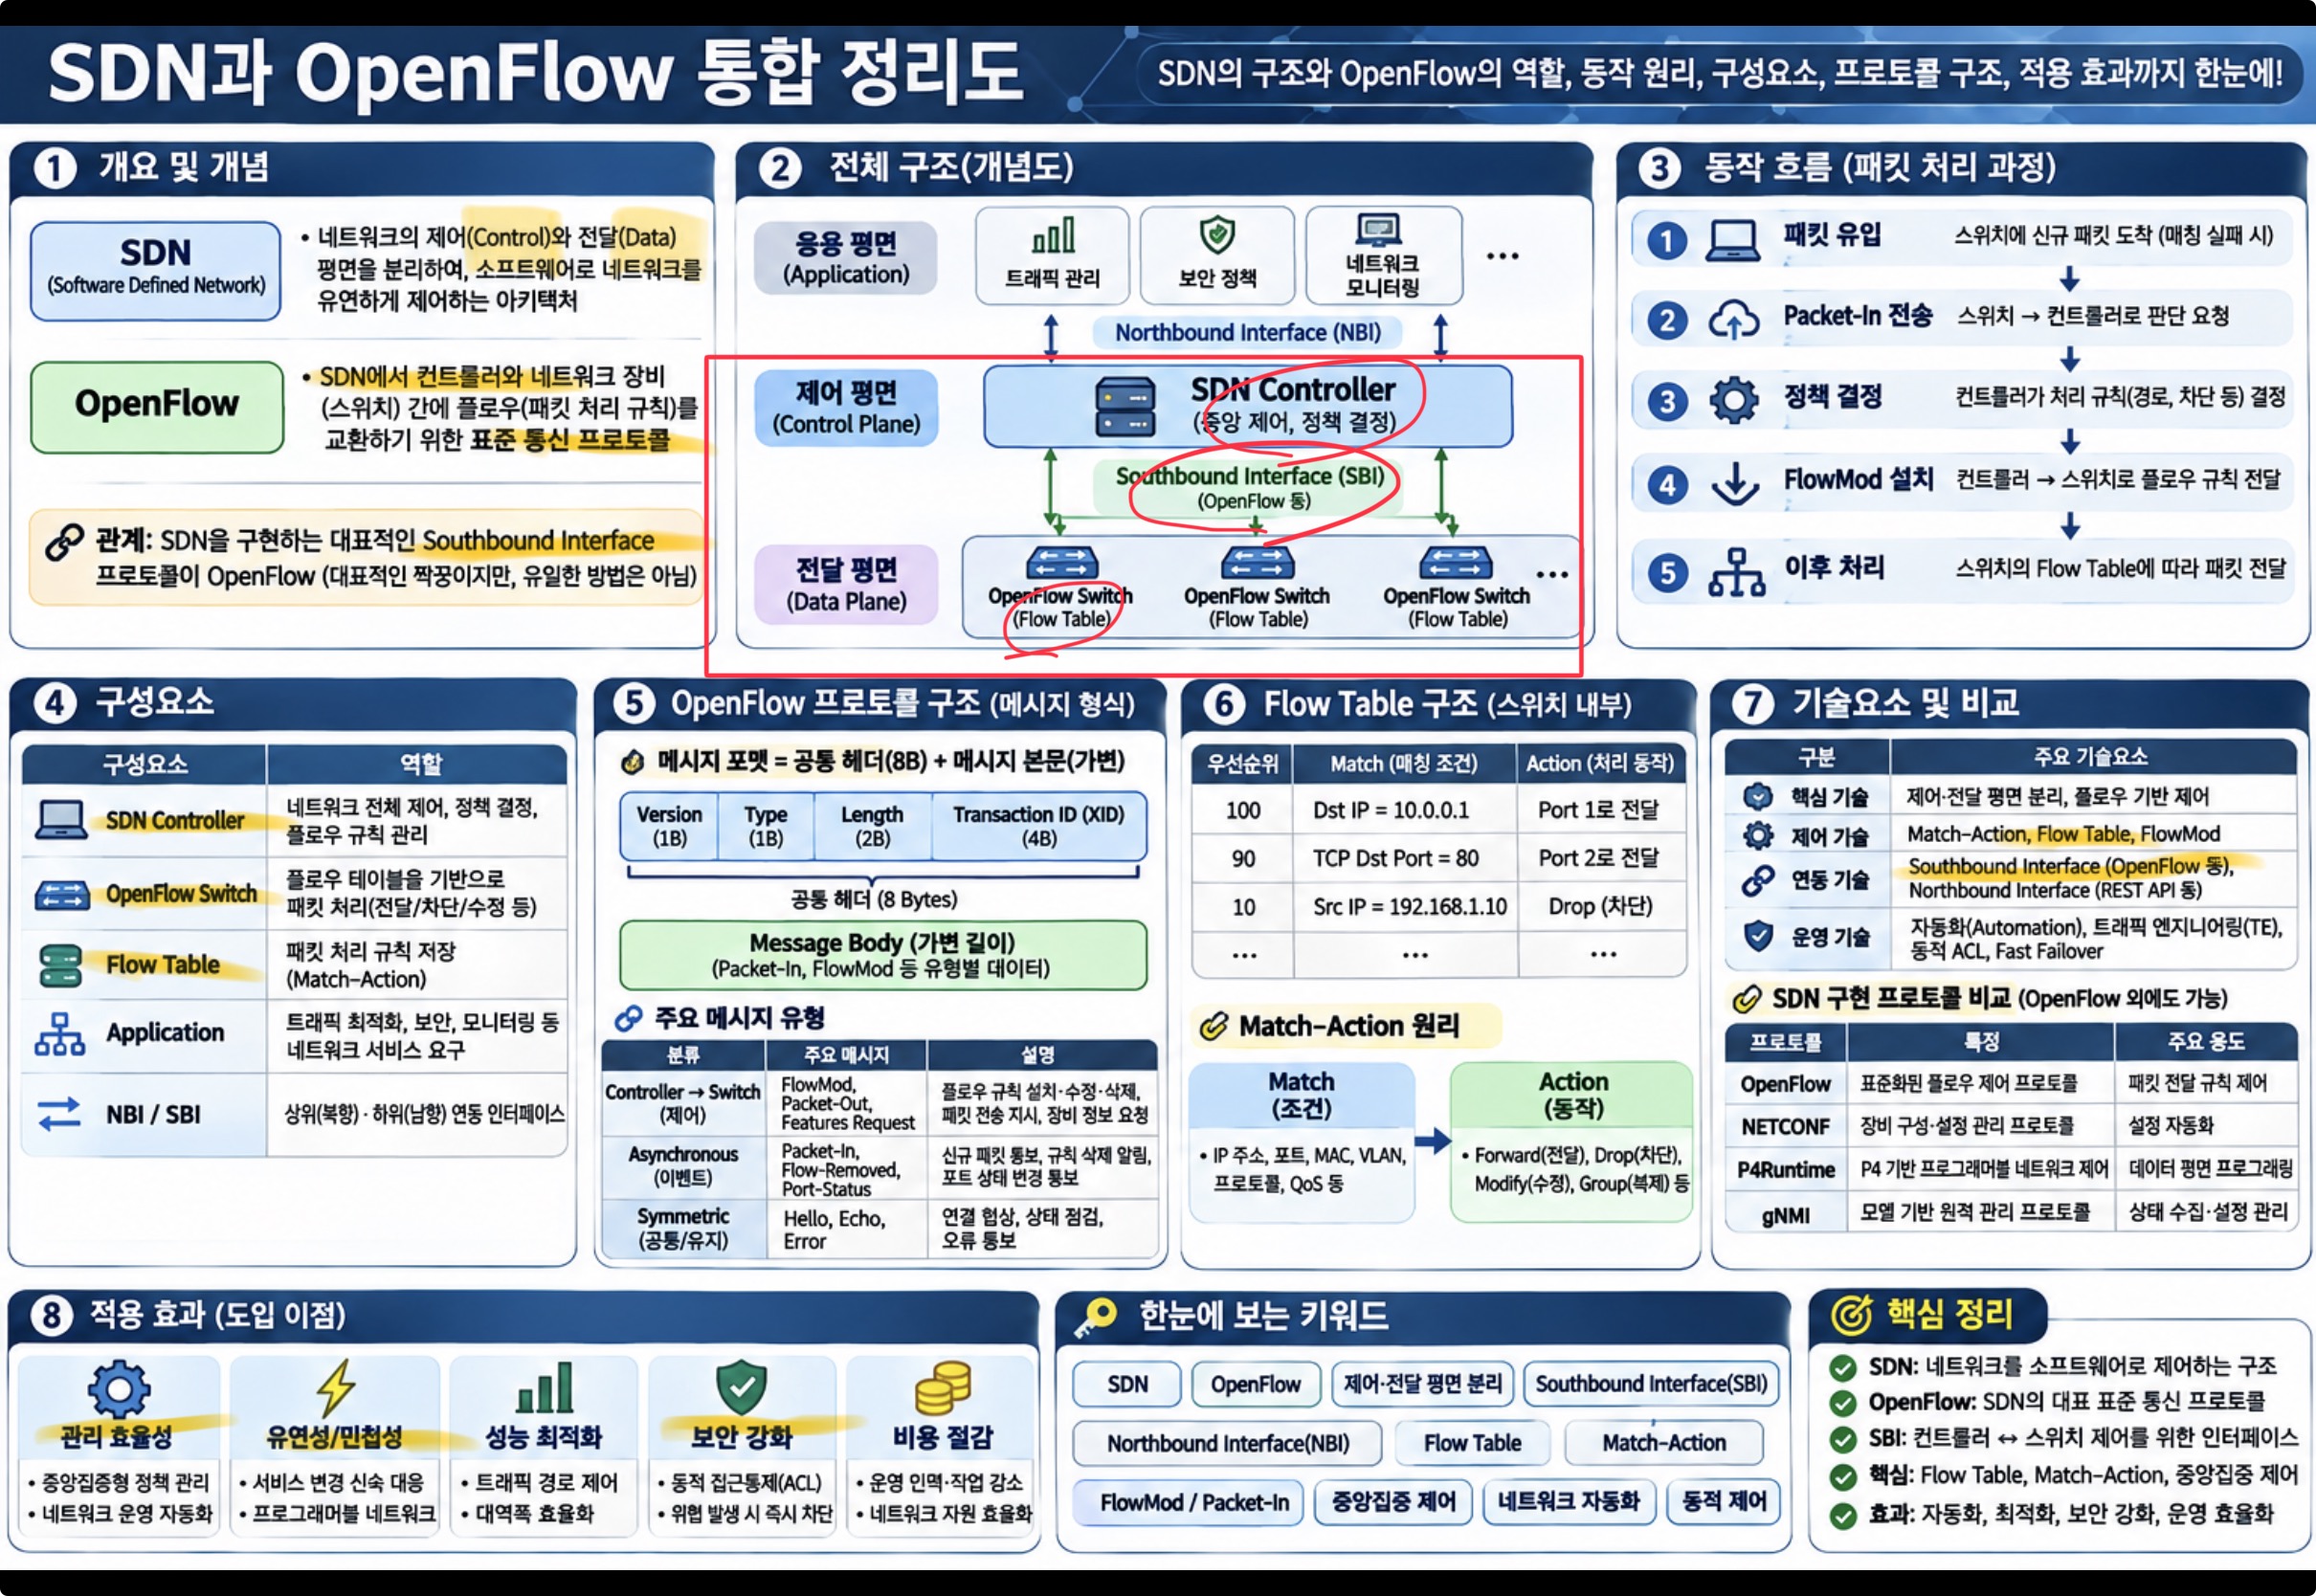 SDN과 OpenFlow 통합 정리도
SDN의 구조와 OpenFlow의 역할, 동작 원리, 구성요소, 프로토콜 구조, 적용 효과까지 한눈에!
1 개요 및 개념
SDN
(Software Defined Network)
• 네트워크의 제어(Control)와 전달(Data)
평면을 분리하여, 소프트웨어로 네트워크를
유연하게 제어하는 아키텍처
OpenFlow
• SDN에서 컨트롤러와 네트워크 장비
(스위치) 간에 플로우(패킷 처리 규칙)를
교환하기 위한 표준 통신 프로토콜
관계: SDN을 구현하는 대표적인 Southbound Interface
프로토콜이 OpenFlow (대표적인 짝꿍이지만, 유일한 방법은 아님)
2 전체 구조(개념도)
응용 평면
(Application)
트래픽 관리
보안 정책
네트워크
모니터링
...
Northbound Interface (NBI)
제어 평면
(Control Plane)
SDN Controller
(중앙 제어, 정책 결정)
Southbound Interface (SBI)
(OpenFlow 등)
전달 평면
(Data Plane)
OpenFlow Switch
(Flow Table)
OpenFlow Switch
(Flow Table)
OpenFlow Switch
(Flow Table)
...
3 동작 흐름 (패킷 처리 과정)
1 패킷 유입 스위치에 신규 패킷 도착 (매칭 실패 시)
2 Packet-In 전송 스위치 → 컨트롤러로 판단 요청
3 정책 결정 컨트롤러가 처리 규칙(경로, 차단 등) 결정
4 FlowMod 설치 컨트롤러 → 스위치로 플로우 규칙 전달
5 이후 처리 스위치의 Flow Table에 따라 패킷 전달
4 구성요소
구성요소 역할
SDN Controller 네트워크 전체 제어, 정책 결정,
플로우 규칙 관리
OpenFlow Switch 플로우 테이블을 기반으로
패킷 처리(전달/차단/수정 등)
Flow Table 패킷 처리 규칙 저장
(Match-Action)
Application 트래픽 최적화, 보안, 모니터링 등
네트워크 서비스 요구
NBI / SBI 상위(북향) · 하위(남향) 연동 인터페이스
5 OpenFlow 프로토콜 구조 (메시지 형식)
메시지 포맷 = 공통 헤더(8B) + 메시지 본문(가변)
Version
(1B)
Type
(1B)
Length
(2B)
Transaction ID (XID)
(4B)
공통 헤더 (8 Bytes)
Message Body (가변 길이)
(Packet-In, FlowMod 등 유형별 데이터)
주요 메시지 유형
분류 주요 매시지 설명
Controller → Switch
(제어)
FlowMod,
Packet-Out,
Features Request
플로우 규칙 설치·수정·삭제,
패킷 전송 지시, 장비 정보 요청
Asynchronous
(이벤트)
Packet-In,
Flow-Removed,
Port-Status
신규 패킷 통보, 규칙 삭제 알림,
포트 상태 변경 통보
Symmetric
(공통/유지)
Hello, Echo,
Error
연결 협상, 상태 점검,
오류 통보
6 Flow Table 구조 (스위치 내부)
우선순위 Match (매칭 조건) Action (처리 동작)
100 Dst IP = 10.0.0.1 Port 1로 전달
90 TCP Dst Port = 80 Port 2로 전달
10 Src IP = 192.168.1.10 Drop (차단)
... ... ...
Match-Action 원리
Match
(조건)
• IP 주소, 포트, MAC, VLAN,
프로토콜, QoS 등
Action
(동작)
• Forward(전달), Drop(차단),
Modify(수정), Group(복제) 등
7 기술요소 및 비교
구분 주요 기술요소
핵심 기술 제어·전달 평면 분리, 플로우 기반 제어
제어 기술 Match-Action, Flow Table, FlowMod
연동 기술 Southbound Interface (OpenFlow 등),
Northbound Interface (REST API 등)
운영 기술 자동화(Automation), 트래픽 엔지니어링(TE),
동적 ACL, Fast Failover
SDN 구현 프로토콜 비교 (OpenFlow 외에도 가능)
프로토콜 특정 주요 용도
OpenFlow 표준화된 플로우 제어 프로토콜 패킷 전달 규칙 제어
NETCONF 장비 구성·설정 관리 프로토콜 설정 자동화
P4Runtime P4 기반 프로그래머블 네트워크 제어 데이터 평면 프로그래밍
gNMI 모델 기반 원격 관리 프로토콜 상태 수집·설정 관리
8 적용 효과 (도입 이점)
관리 효율성
• 중앙집중형 정책 관리
• 네트워크 운영 자동화
유연성/민첩성
• 서비스 변경 신속 대응
• 프로그래머블 네트워크
성능 최적화
• 트래픽 경로 제어
• 대역폭 효율화
보안 강화
• 동적 접근통제(ACL)
• 위협 발생 시 즉시 차단
비용 절감
• 운영 인력·작업 감소
• 네트워크 자원 효율화
한눈에 보는 키워드
SDN OpenFlow 제어·전달 평면 분리 Southbound Interface(SBI)
Northbound Interface(NBI) Flow Table Match-Action
FlowMod / Packet-In 중앙집중 제어 네트워크 자동화 동적 제어
핵심 정리
SDN: 네트워크를 소프트웨어로 제어하는 구조
OpenFlow: SDN의 대표 표준 통신 프로토콜
SBI: 컨트롤러 ↔ 스위치 제어를 위한 인터페이스
핵심: Flow Table, Match-Action, 중앙집중 제어
효과: 자동화, 최적화, 보안 강화, 운영 효율화